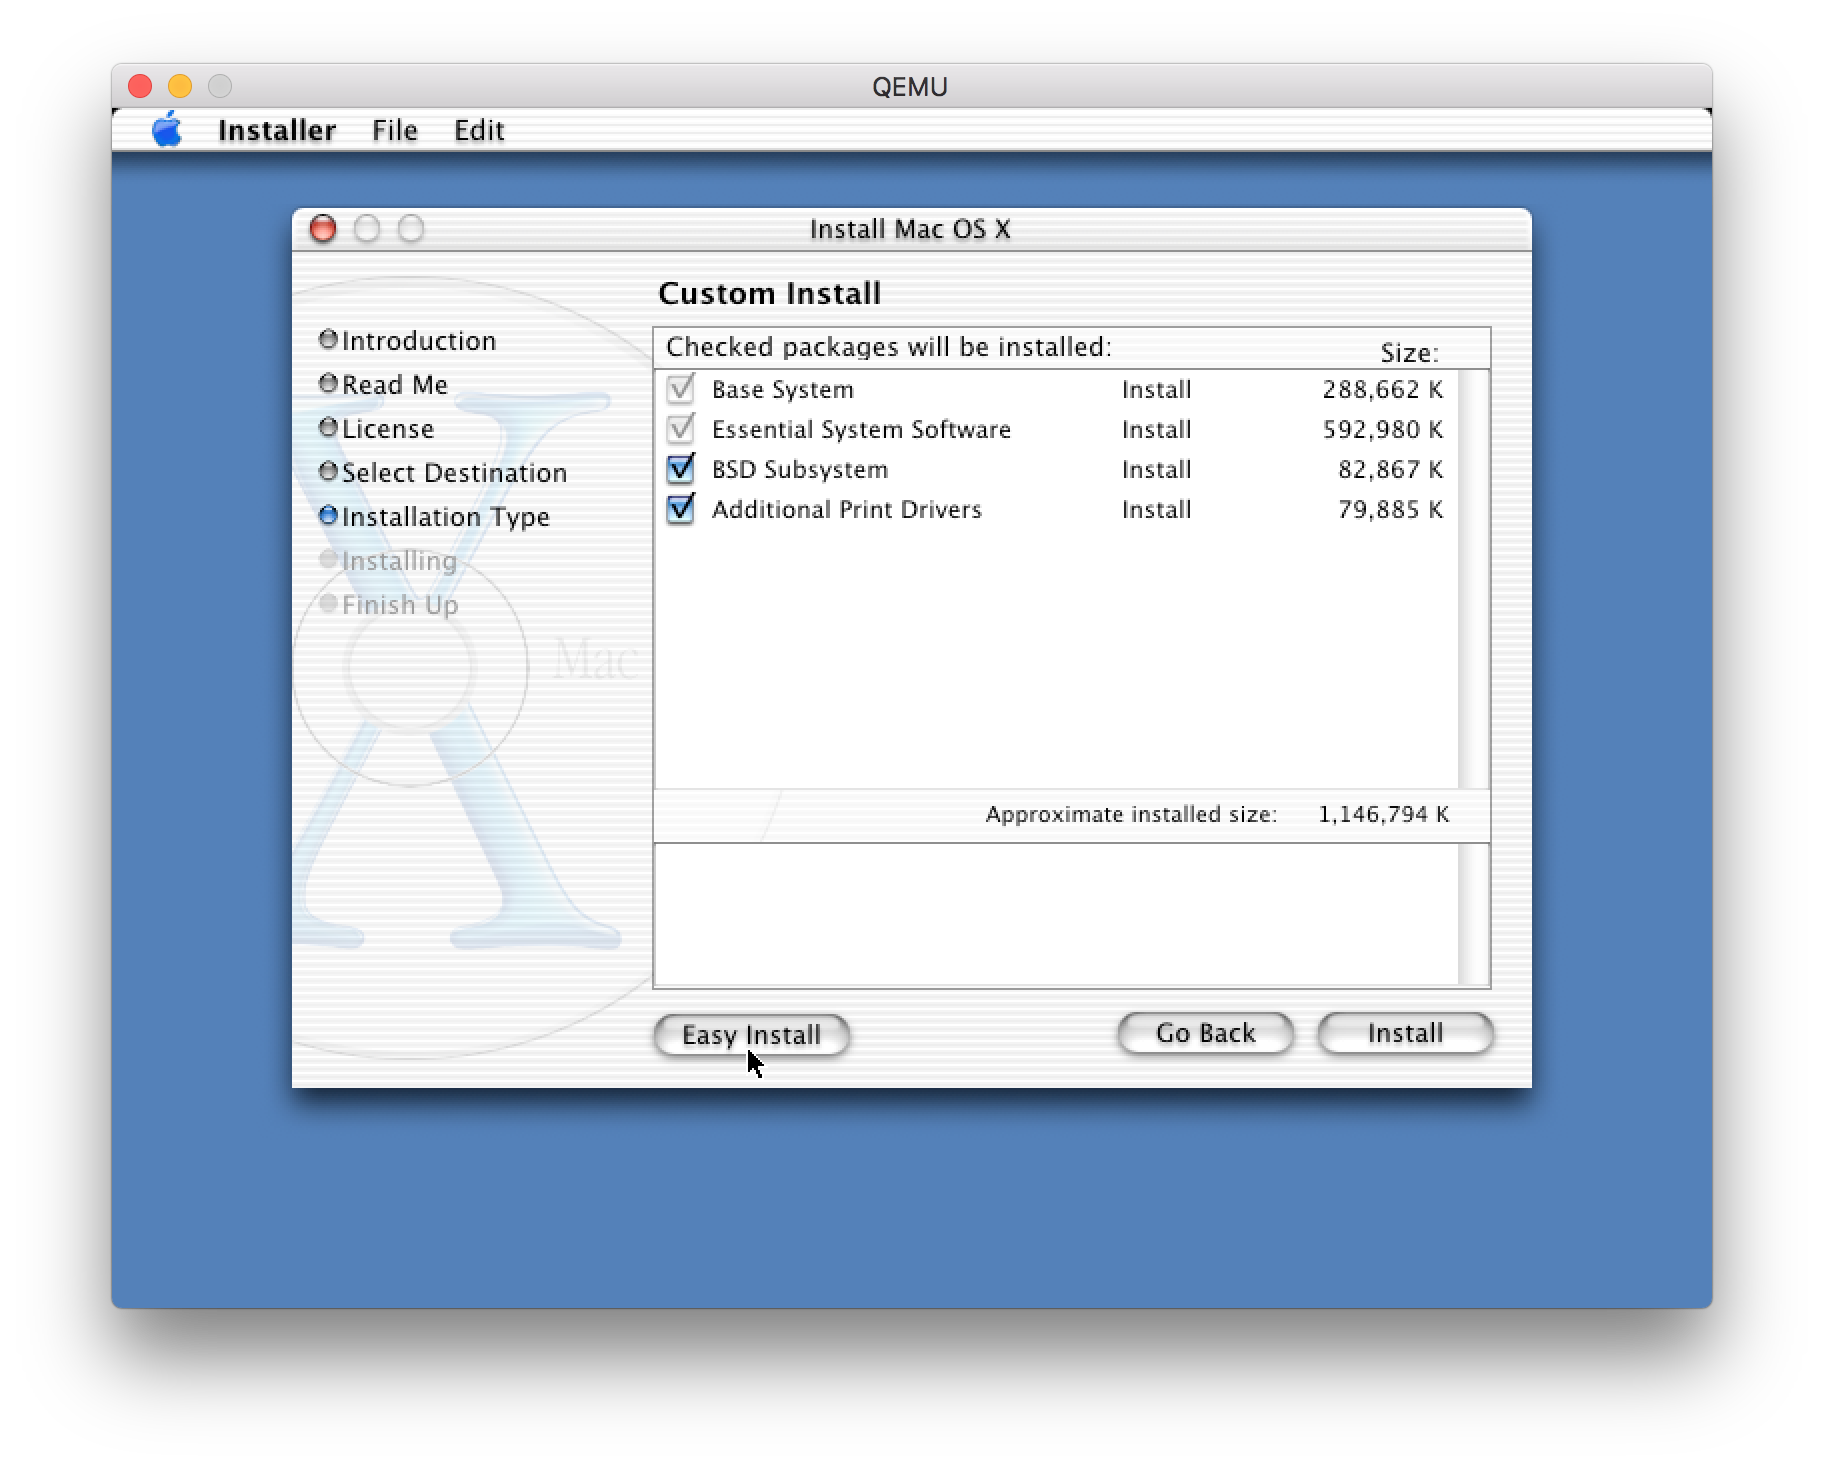 QEMU
Installer File Edit
Install Mac OS X
Custom Install
Introduction
Read Me
License
Select Destination
Installation Type
Installing
Finish Up
Mac
Checked packages will be installed: Size:
Base System Install 288,662 K
Essential System Software Install 592,980 K
BSD Subsystem Install 82,867 K
Additional Print Drivers Install 79,885 K
Approximate installed size: 1,146,794 K
Easy Install Go Back Install